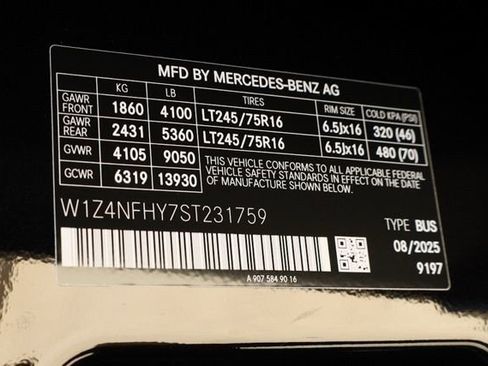 MFD BY MERCEDES-BENZ AG
KG LB TIRES RIM SIZE COLD KPA (PSI)
GAWR FRONT 1860 4100 LT245/75R16 6.5Jx16 320 (46)
GAWR REAR 2431 5360 LT245/75R16 6.5Jx16 480 (70)
GVWR 4105 9050
GCWR 6319 13930
THIS VEHICLE CONFORMS TO ALL APPLICABLE FEDERAL
VEHICLE SAFETY STANDARDS IN EFFECT ON THE DATE
OF MANUFACTURE SHOWN BELOW.
W1Z4NFHY7ST231759
TYPE BUS
08/2025
9197
A 907 584 90 16